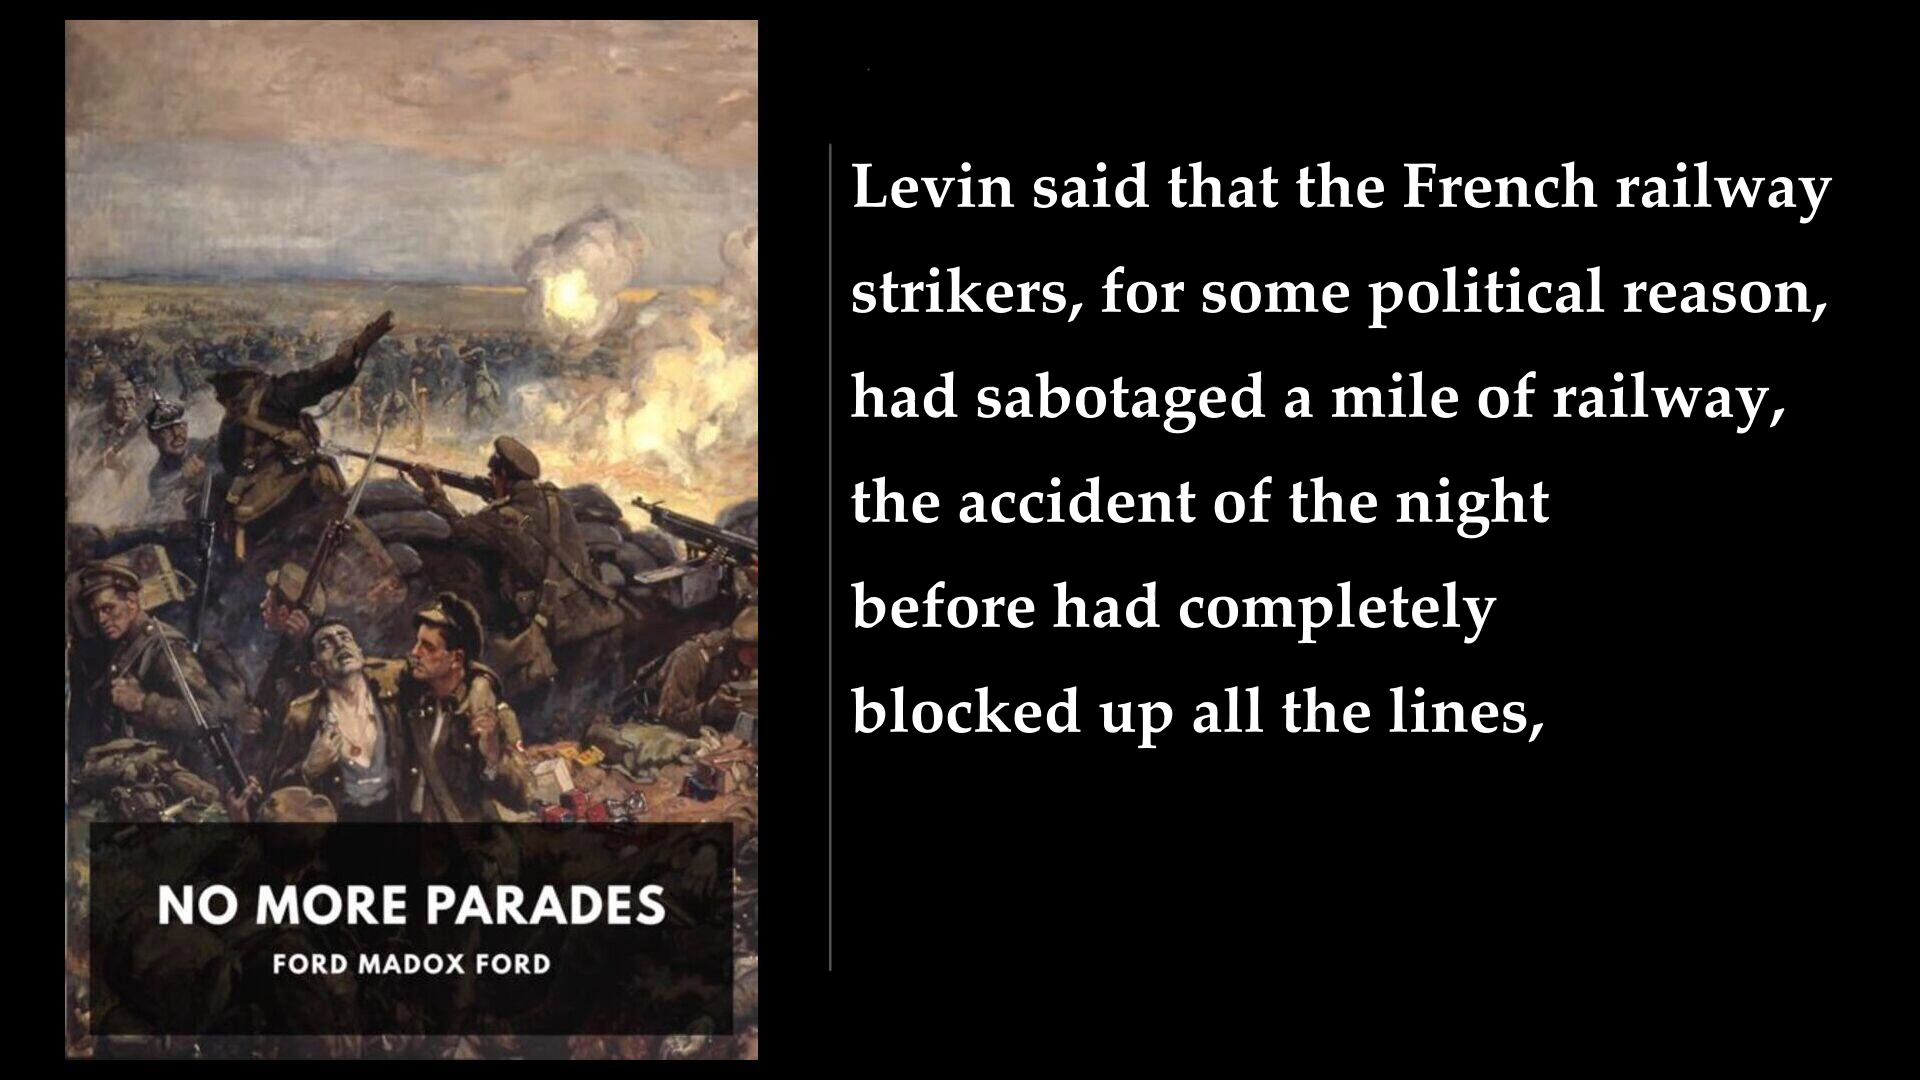 Levin said that the French railway
strikers, for some political reason,
had sabotaged a mile of railway,
the accident of the night
before had completely
blocked up all the lines,
NO MORE PARADES
FORD MADOX FORD